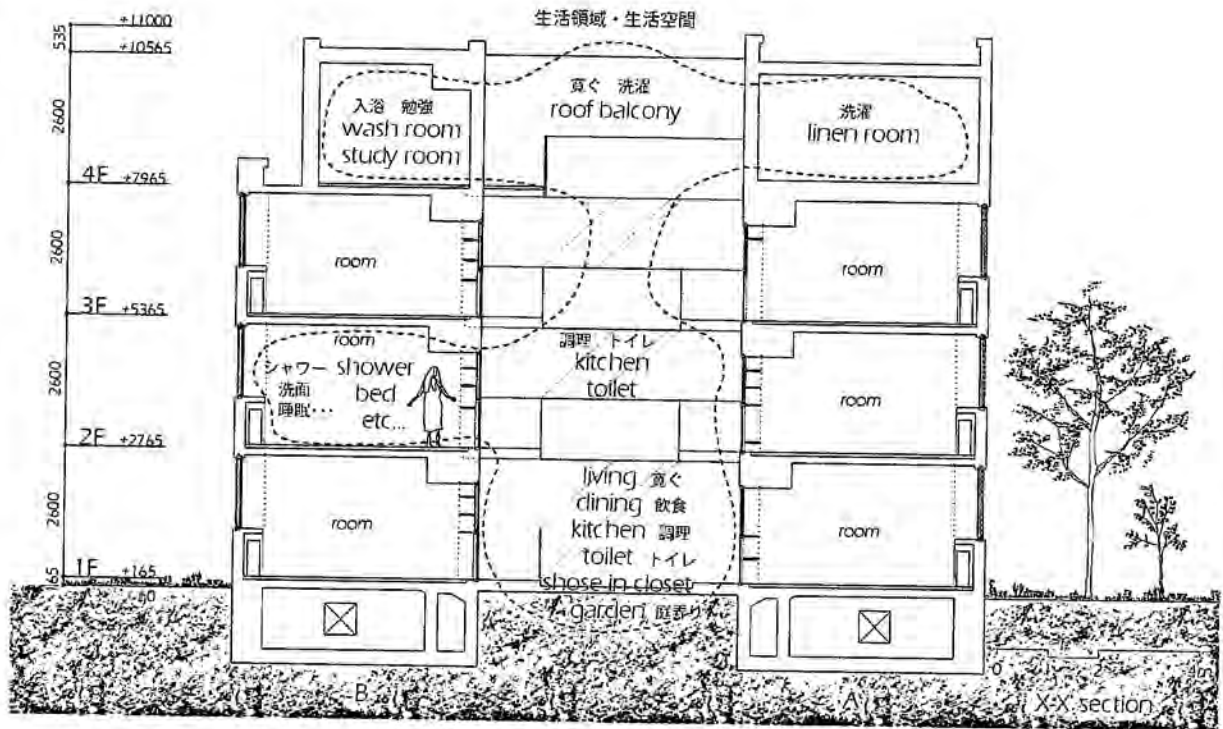 生活領域・生活空間
+11000
535
+10565
2600
寛ぐ 洗濯
roof balcony
入浴 勉強
wash room
study room
洗濯
linen room
4F +7965
2600
room
room
3F +5365
2600
room
シャワー shower
洗面 bed
睡眠… etc...
調理 トイレ
kitchen
toilet
room
2F +2765
2600
room
living 寛ぐ
dining 飲食
kitchen 調理
toilet トイレ
shose in closet
garden 庭弄り
room
1F +165
165
±0
B
A
0
X-X section